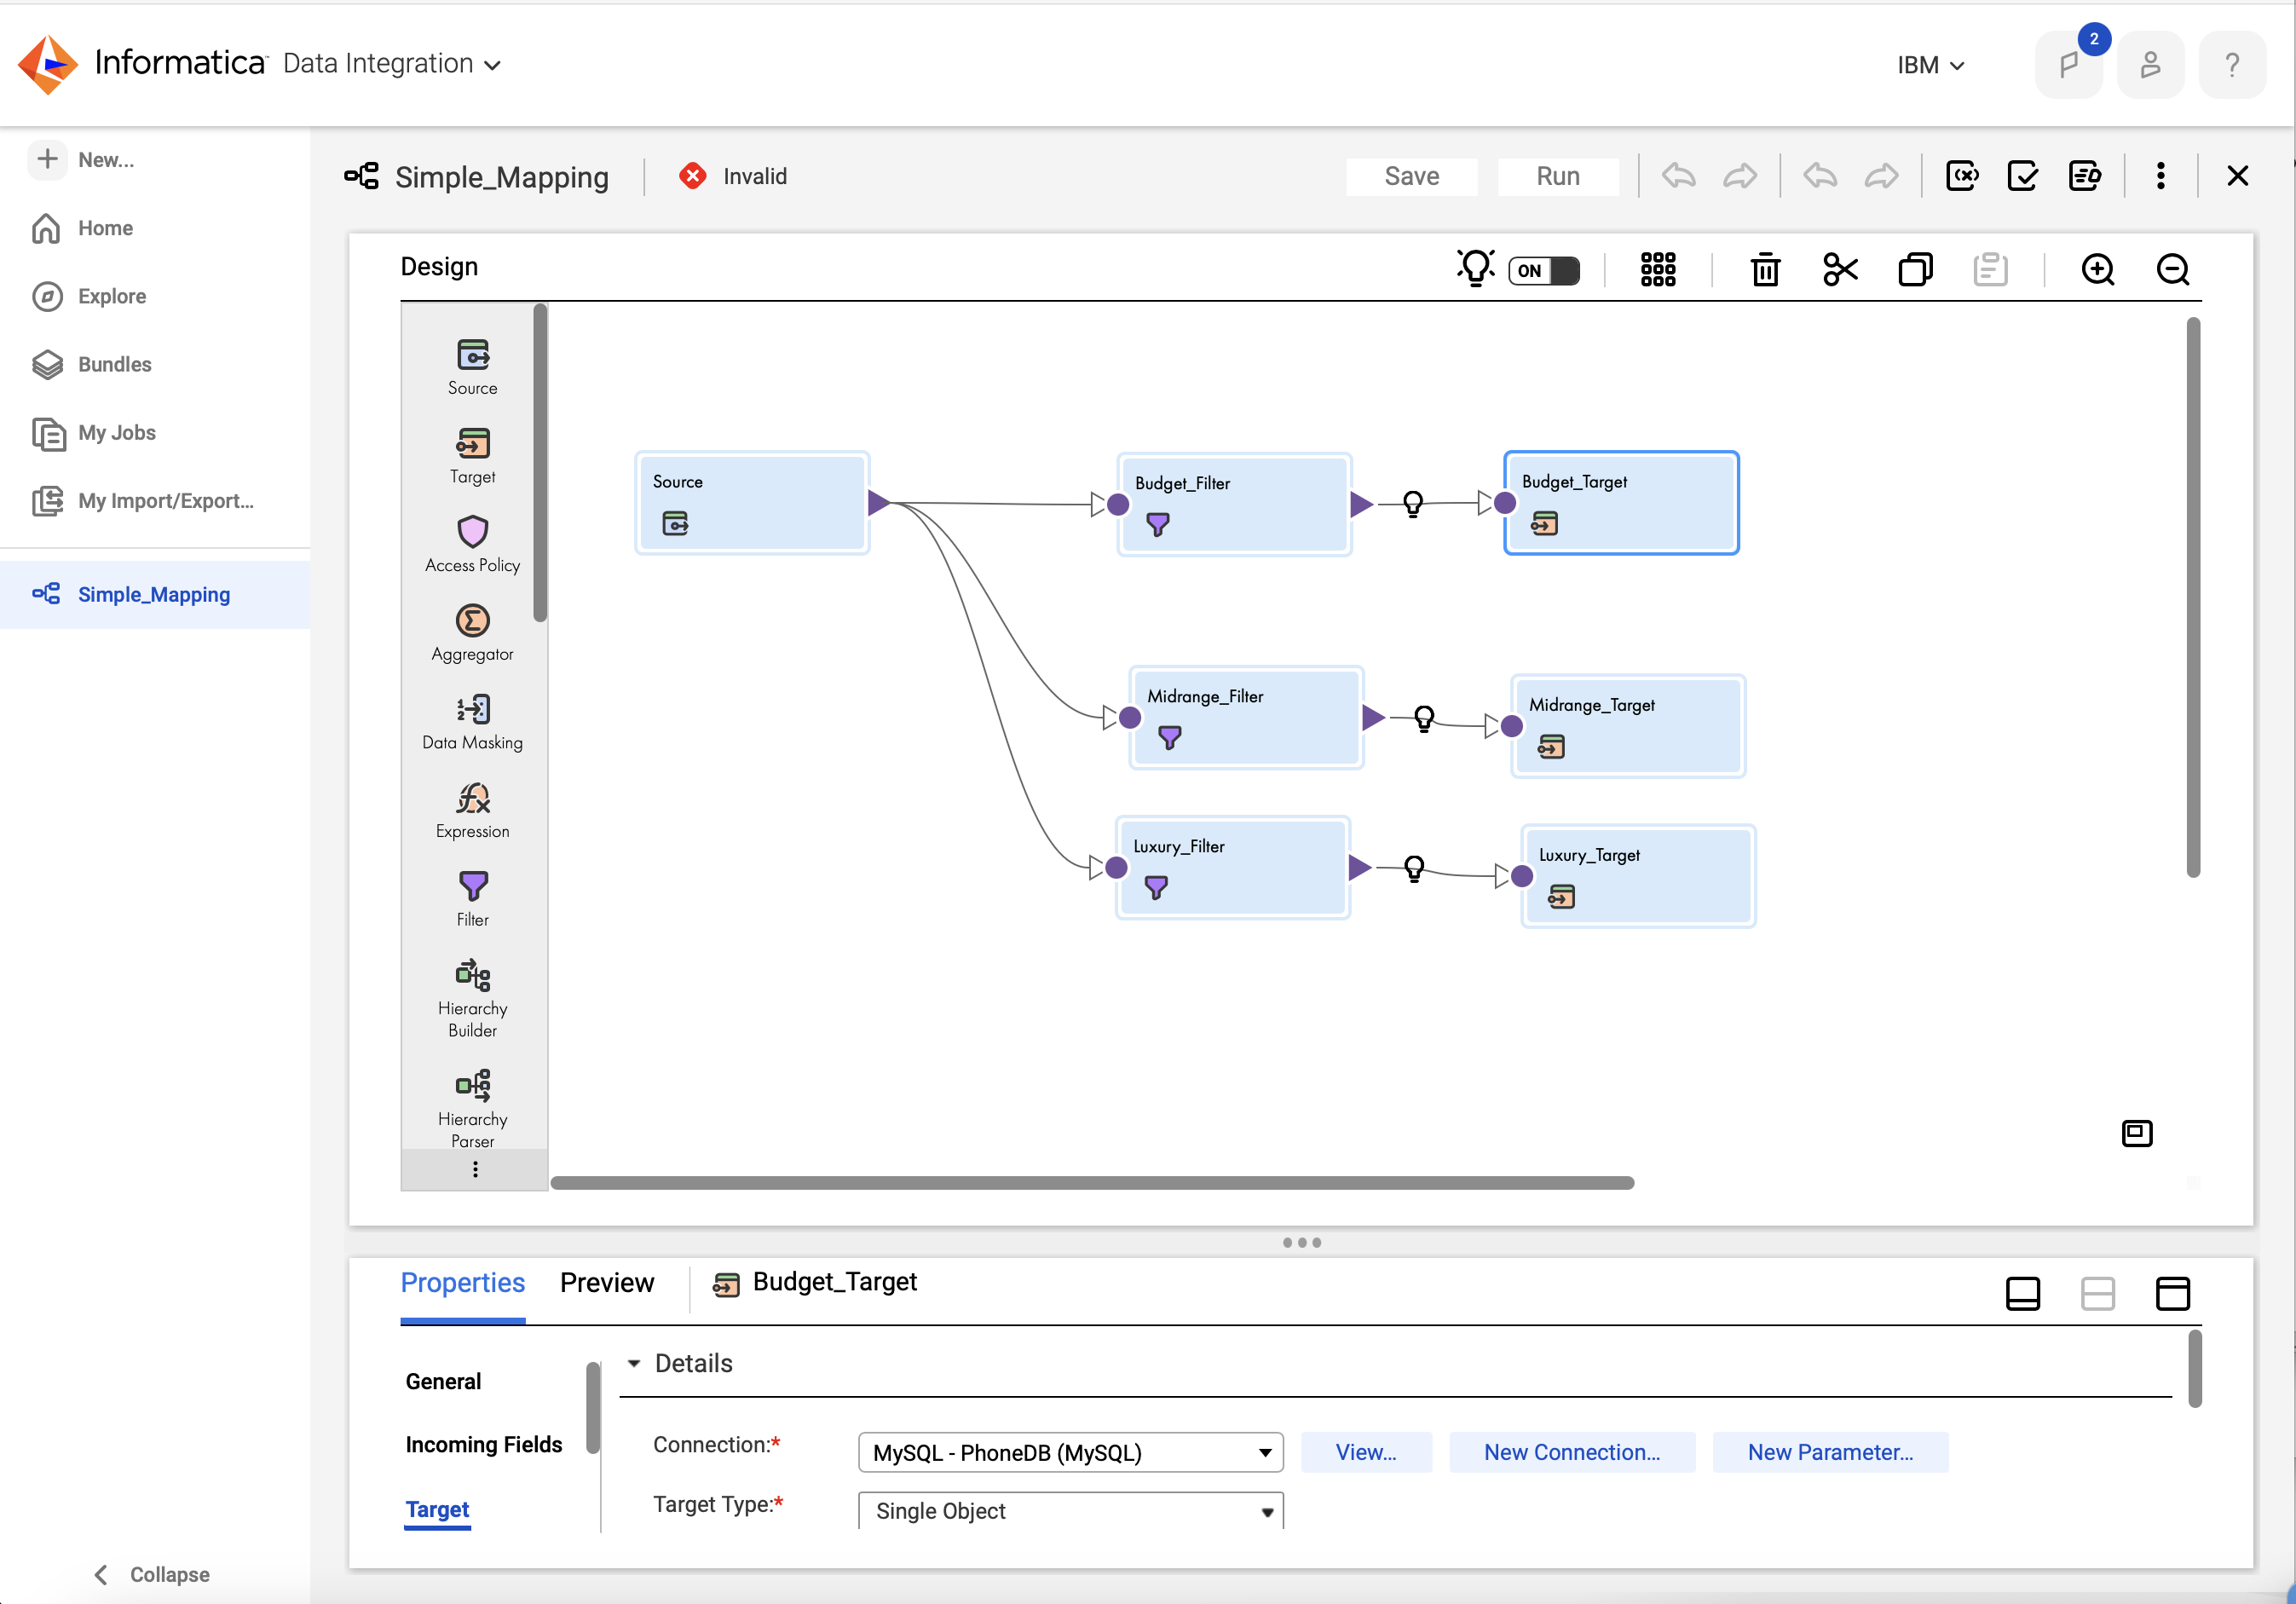 Informatica Data Integration
IBM
2
?
New...
Home
Explore
Bundles
My Jobs
My Import/Export...
Simple_Mapping
Collapse
Simple_Mapping
Invalid
Save
Run
Design
ON
Source
Target
Access Policy
Aggregator
Data Masking
Expression
Filter
Hierarchy
Builder
Hierarchy
Parser
Source
Budget_Filter
Budget_Target
Midrange_Filter
Midrange_Target
Luxury_Filter
Luxury_Target
Properties
Preview
Budget_Target
General
Incoming Fields
Target
Details
Connection:*
MySQL - PhoneDB (MySQL)
View...
New Connection...
New Parameter...
Target Type:*
Single Object